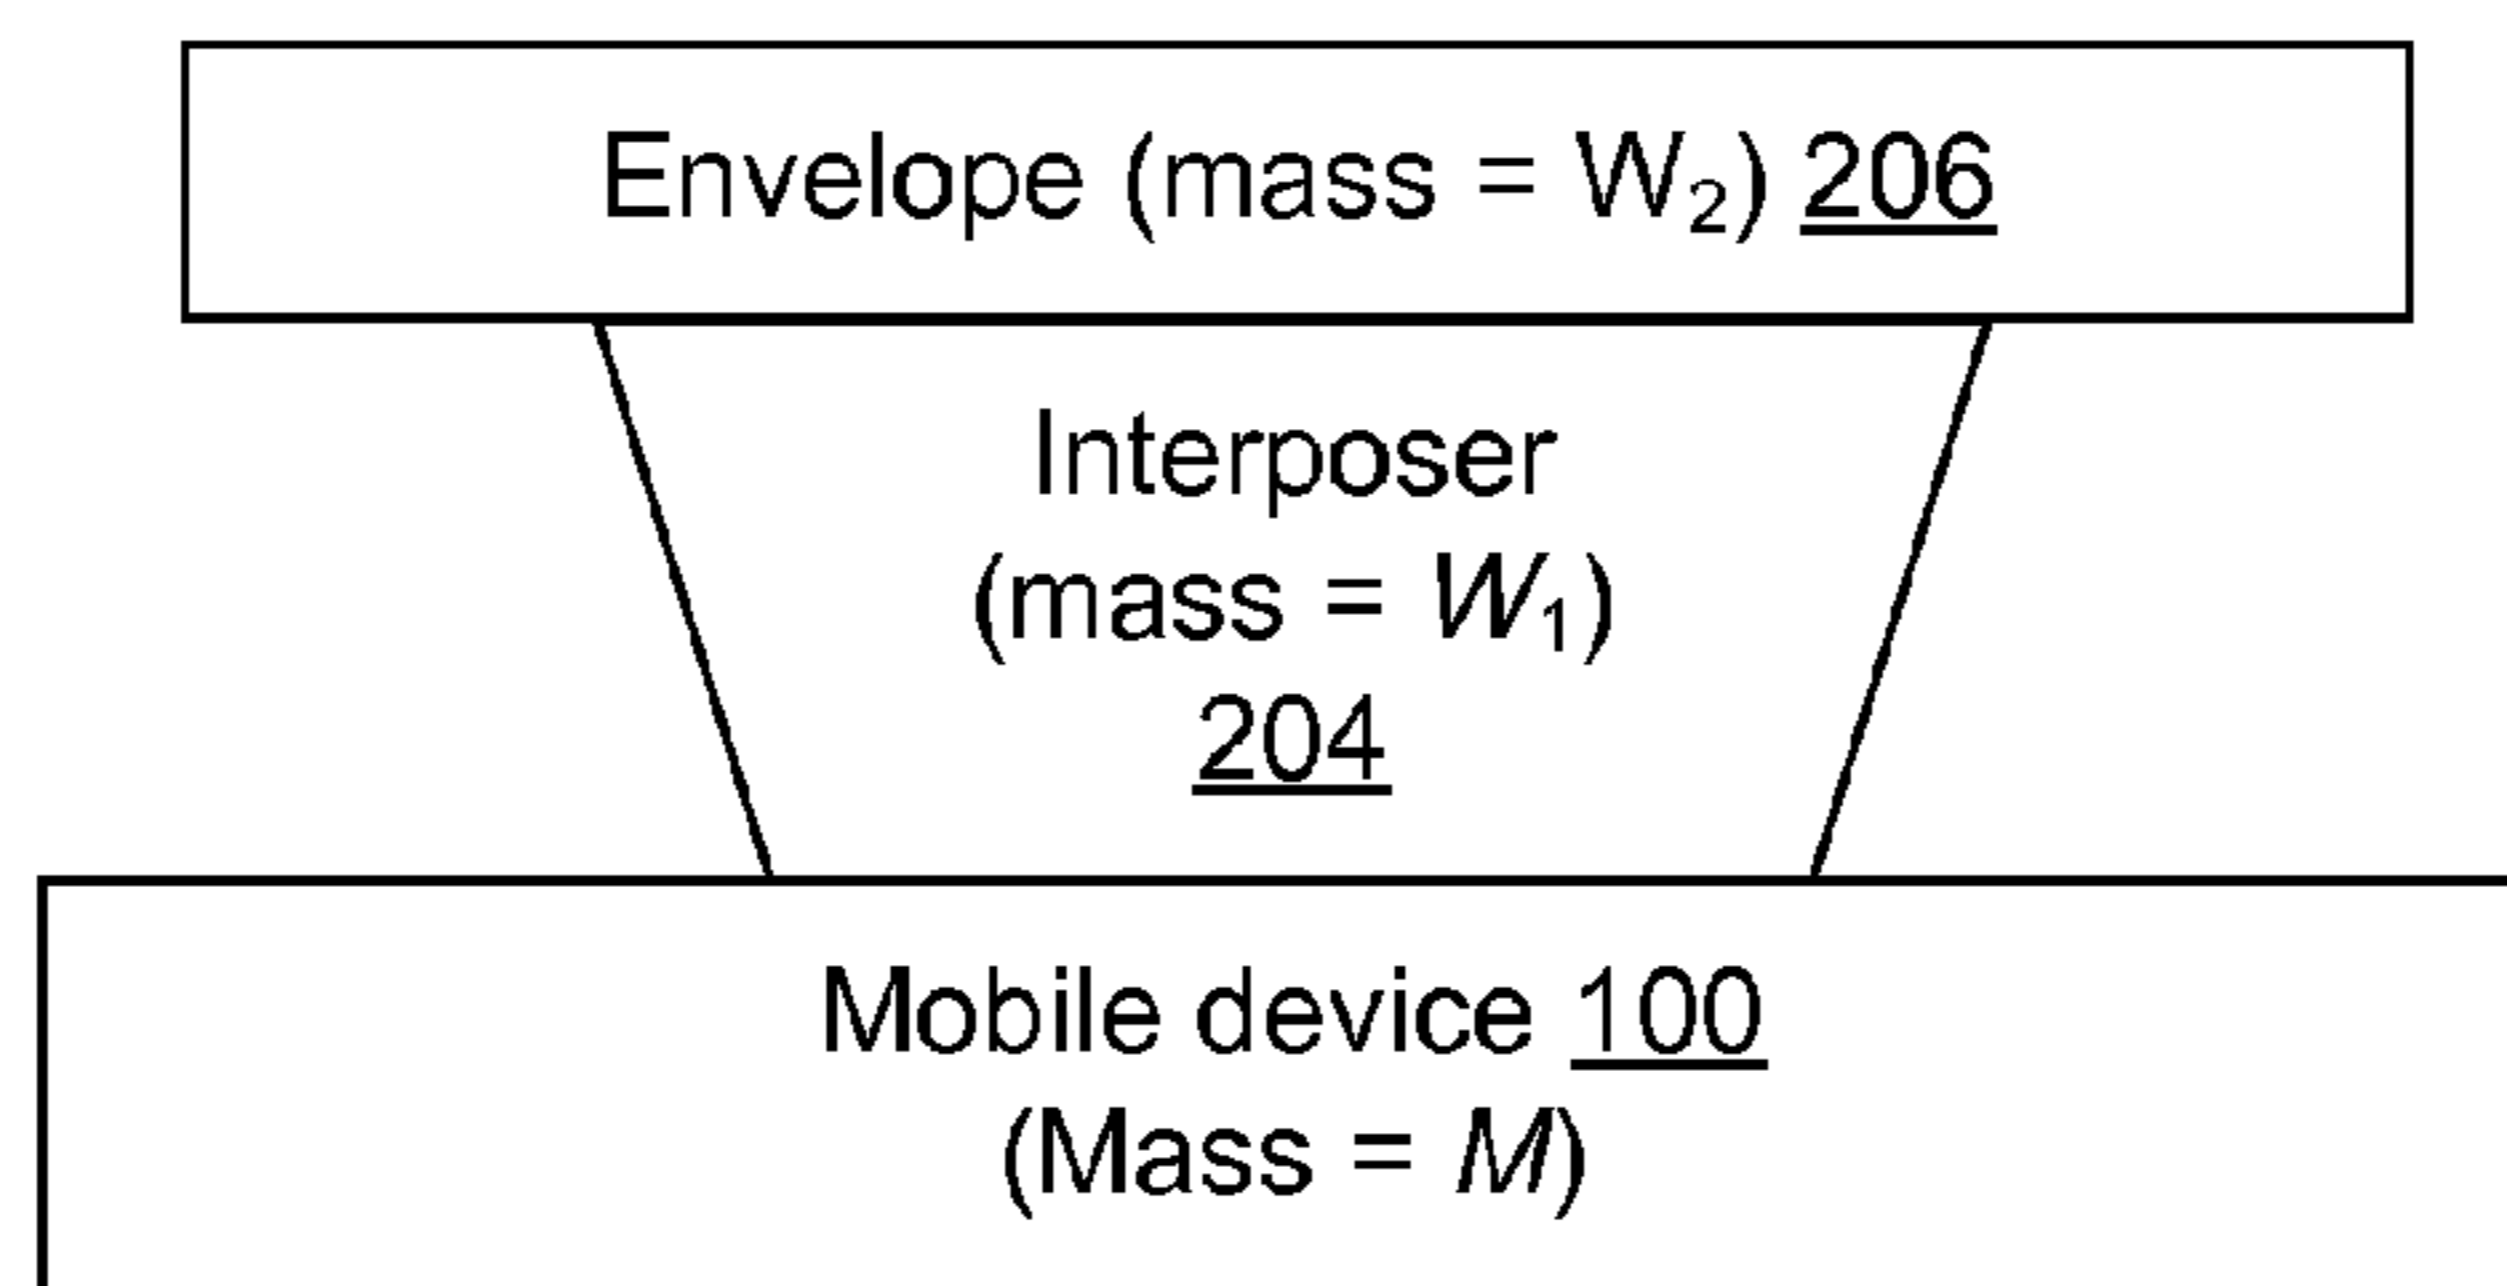 Envelope (mass = W₂) 206
Interposer
(mass = W₁)
204
Mobile device 100
(Mass = M)